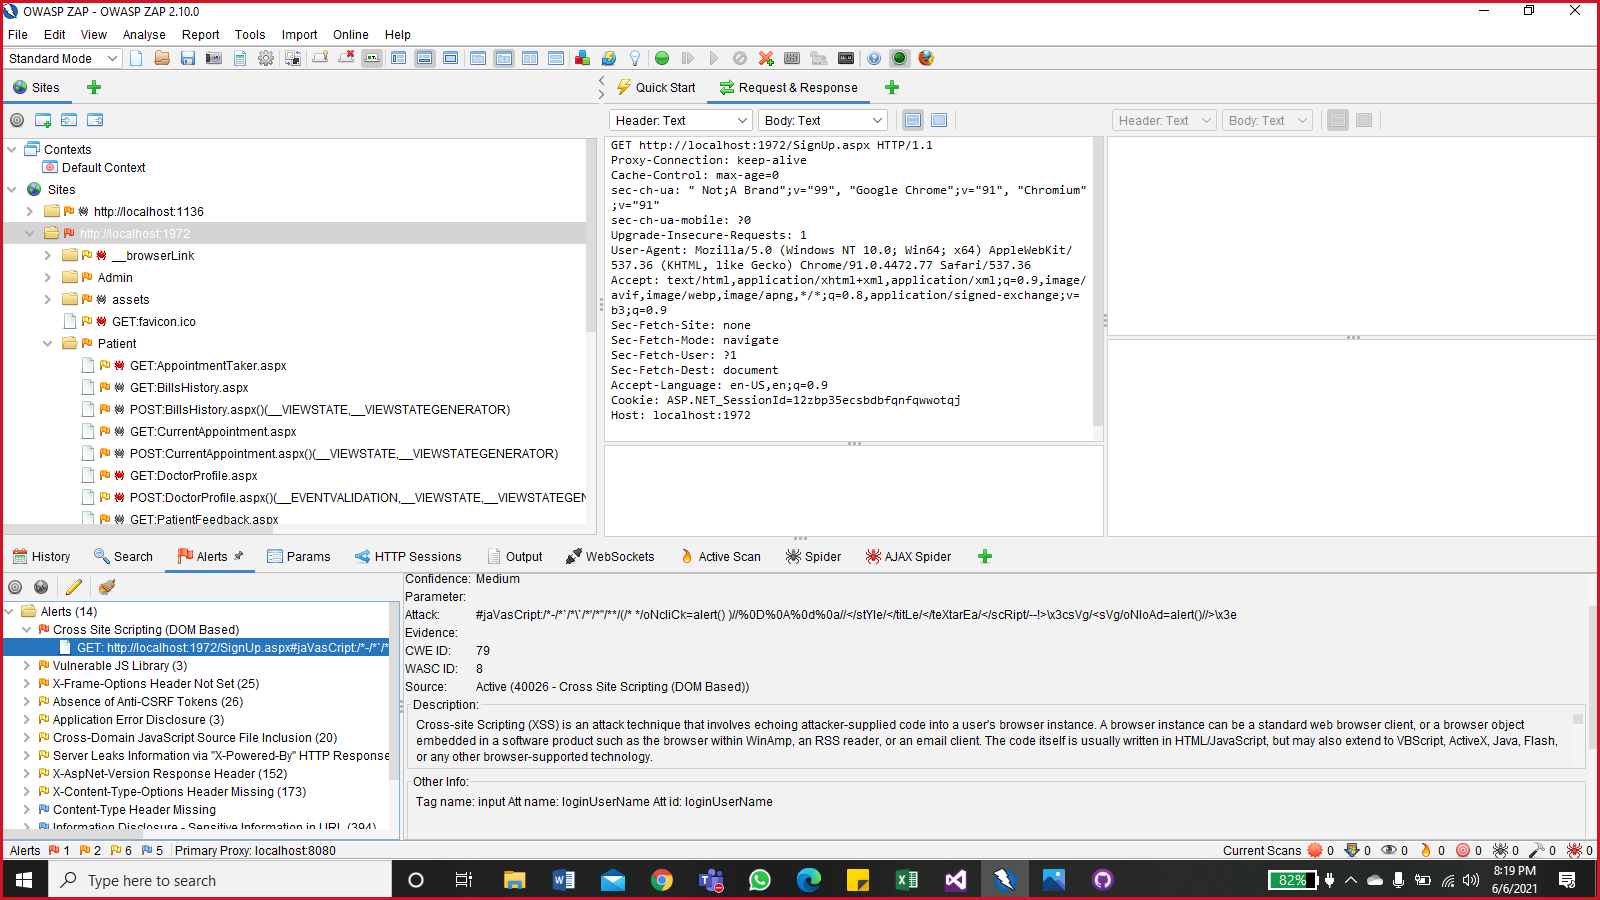 OWASP ZAP - OWASP ZAP 2.10.0
File Edit View Analyse Report Tools Import Online Help
Standard Mode
Sites
Quick Start
Request & Response
Header: Text
Body: Text
Header: Text
Body: Text
Contexts
Default Context
Sites
http://localhost:1136
http://localhost:1972
__browserLink
Admin
assets
GET:favicon.ico
Patient
GET:AppointmentTaker.aspx
GET:BillsHistory.aspx
POST:BillsHistory.aspx()(__VIEWSTATE,__VIEWSTATEGENERATOR)
GET:CurrentAppointment.aspx
POST:CurrentAppointment.aspx()(__VIEWSTATE,__VIEWSTATEGENERATOR)
GET:DoctorProfile.aspx
POST:DoctorProfile.aspx()(__EVENTVALIDATION,__VIEWSTATE,__VIEWSTATEGEN
GET:PatientFeedback.aspx
GET http://localhost:1972/SignUp.aspx HTTP/1.1
Proxy-Connection: keep-alive
Cache-Control: max-age=0
sec-ch-ua: " Not;A Brand";v="99", "Google Chrome";v="91", "Chromium"
;v="91"
sec-ch-ua-mobile: ?0
Upgrade-Insecure-Requests: 1
User-Agent: Mozilla/5.0 (Windows NT 10.0; Win64; x64) AppleWebKit/
537.36 (KHTML, like Gecko) Chrome/91.0.4472.77 Safari/537.36
Accept: text/html,application/xhtml+xml,application/xml;q=0.9,image/
avif,image/webp,image/apng,*/*;q=0.8,application/signed-exchange;v=
b3;q=0.9
Sec-Fetch-Site: none
Sec-Fetch-Mode: navigate
Sec-Fetch-User: ?1
Sec-Fetch-Dest: document
Accept-Language: en-US,en;q=0.9
Cookie: ASP.NET_SessionId=12zbp35ecsbdbfqnfqwwotqj
Host: localhost:1972
History Search Alerts Params HTTP Sessions Output WebSockets Active Scan Spider AJAX Spider
Alerts (14)
Cross Site Scripting (DOM Based)
GET: http://localhost:1972/SignUp.aspx#jaVasCript:/*-/*`/*
Vulnerable JS Library (3)
X-Frame-Options Header Not Set (25)
Absence of Anti-CSRF Tokens (26)
Application Error Disclosure (3)
Cross-Domain JavaScript Source File Inclusion (20)
Server Leaks Information via "X-Powered-By" HTTP Response
X-AspNet-Version Response Header (152)
X-Content-Type-Options Header Missing (173)
Content-Type Header Missing
Information Disclosure - Sensitive Information in URL (394)
Confidence: Medium
Parameter:
Attack: #jaVasCript:/*-/*`/*\`/*'/*"/**/(/* */oNcliCk=alert() )//%0D%0A%0d%0a//</stYle/</titLe/</teXtarEa/</scRipt/--!>\x3csVg/<sVg/oNloAd=alert()//>\x3e
Evidence:
CWE ID: 79
WASC ID: 8
Source: Active (40026 - Cross Site Scripting (DOM Based))
Description:
Cross-site Scripting (XSS) is an attack technique that involves echoing attacker-supplied code into a user's browser instance. A browser instance can be a standard web browser client, or a browser object
embedded in a software product such as the browser within WinAmp, an RSS reader, or an email client. The code itself is usually written in HTML/JavaScript, but may also extend to VBScript, ActiveX, Java, Flash,
or any other browser-supported technology.
Other Info:
Tag name: input Att name: loginUserName Att id: loginUserName
Alerts 1 2 6 5 Primary Proxy: localhost:8080
Current Scans 0 0 0 0 0 0 0 0
Type here to search
82%
8:19 PM
6/6/2021